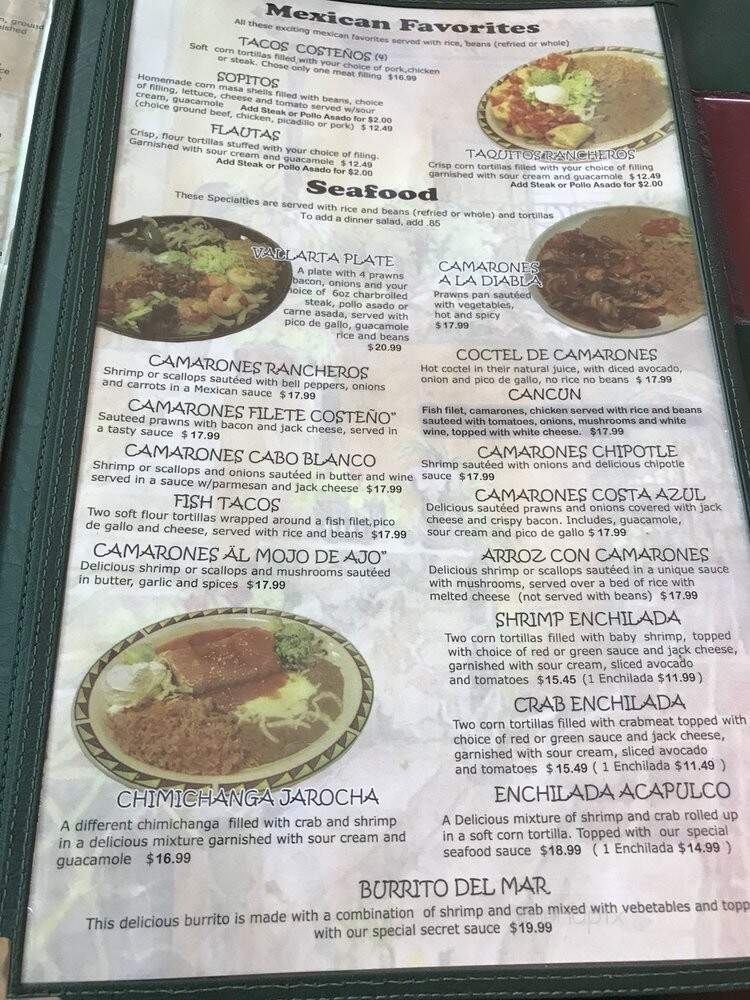 n, ground
nished
ce
Mexican Favorites
All these exciting mexican favorites served with rice, beans (refried or whole)
TACOS COSTEÑOS (4)
Soft corn tortillas filled with your choice of pork,chicken
or steak. Chose only one meat filling $16.99
SOPITOS
Homemade corn masa shells filled with beans, choice
of filling, lettuce, cheese and tomato served w/sour
cream, guacamole Add Steak or Pollo Asado for $2.00
(choice ground beef, chicken, picadillo or pork) $ 12.49
FLAUTAS
Crisp, flour tortillas stuffed with your choice of filing.
Garnished with sour cream and guacamole $12.49
Add Steak or Pollo Asado for $2.00
TAQUITOS RANCHEROS
Crisp corn tortillas filled with your choice of filling
garnished with sour cream and guacamole $12.49
Add Steak or Pollo Asado for $2.00
Seafood
These Specialties are served with rice and beans (refried or whole) and tortillas
To add a dinner salad, add .85
VALLARTA PLATE
A plate with 4 prawns
bacon, onions and your
hoice of 6oz charbroiled
steak, pollo asado or
carne asada, served with
pico de gallo, guacamole
rice and beans
$20.99
CAMARONES
A LA DIABLA
Prawns pan sautéed
with vegetables,
hot and spicy
$17.99
CAMARONES RANCHEROS
Shrimp or scallops sautéed with bell peppers, onions
and carrots in a Mexican sauce $17.99
CAMARONES FILETE COSTEÑO"
Sauteed prawns with bacon and jack cheese, served in
a tasty sauce $17.99
CAMARONES CABO BLANCO
Shrimp or scallops and onions sautéed in butter and wine
served in a sauce w/parmesan and jack cheese $17.99
FISH TACOS
Two soft flour tortillas wrapped around a fish filet,pico
de gallo and cheese, served with rice and beans $17.99
CAMARONES ÄL MOJO DE AJO"
Delicious shrimp or scallops and mushrooms sautéed
in butter, garlic and spices $17.99
COCTEL DE CAMARONES
Hot coctel in their natural juice, with diced avocado,
onion and pico de gallo, no rice no beans $ 17.99
CANCUN
Fish filet, camarones, chicken served with rice and beans
sauteed with tomatoes, onions, mushrooms and white
wine, topped with white cheese. $17.99
CAMARONES CHIPOTLE
Shrimp sautéed with onions and delicious chipotle
sauce $17.99
CAMARONES COSTA AZUL
Delicious sautéed prawns and onions covered with jack
cheese and crispy bacon. Includes, guacamole,
sour cream and pico de gallo $ 17.99
ARROZ CON CAMARONES
Delicious shrimp or scallops sautéed in a unique sauce
with mushrooms, served over a bed of rice with
melted cheese (not served with beans) $17.99
SHRIMP ENCHILADA
Two corn tortillas filled with baby shrimp, topped
with choice of red or green sauce and jack cheese,
garnished with sour cream, sliced avocado
and tomatoes $15.45 (1 Enchilada $11.99 )
CRAB ENCHILADA
Two corn tortillas filled with crabmeat topped with
choice of red or green sauce and jack cheese,
garnished with sour cream, sliced avocado
and tomatoes $15.49 ( 1 Enchilada $11.49 )
CHIMICHANGA JAROCHA
A different chimichanga filled with crab and shrimp
in a delicious mixture garnished with sour cream and
guacamole $16.99
ENCHILADA ACAPULCO
A Delicious mixture of shrimp and crab rolled up
in a soft corn tortilla. Topped with our special
seafood sauce $18.99 ( 1 Enchilada $14.99 )
BURRITO DEL MAR
This delicious burrito is made with a combination of shrimp and crab mixed with vebetables and topp
with our special secret sauce $19.99